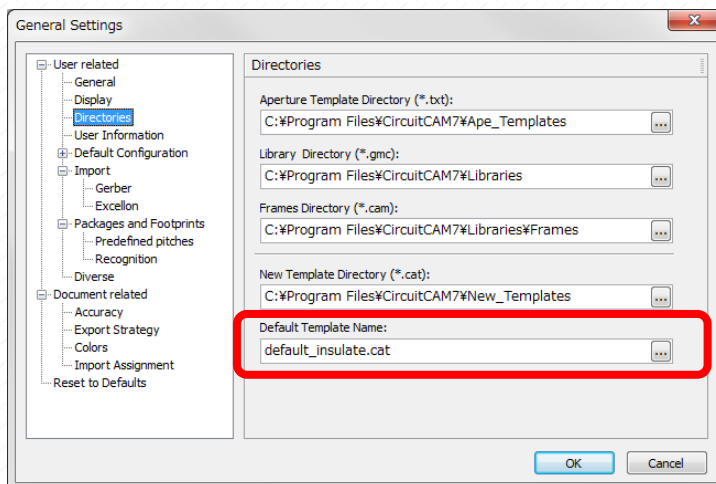 General Settings
User related
General
Display
Directories
User Information
Default Configuration
Import
Gerber
Excellon
Packages and Footprints
Predefined pitches
Recognition
Diverse
Document related
Accuracy
Export Strategy
Colors
Import Assignment
Reset to Defaults
Directories
Aperture Template Directory (*.txt):
C:¥Program Files¥CircuitCAM7¥Ape_Templates
...
Library Directory (*.gmc):
C:¥Program Files¥CircuitCAM7¥Libraries
...
Frames Directory (*.cam):
C:¥Program Files¥CircuitCAM7¥Libraries¥Frames
...
New Template Directory (*.cat):
C:¥Program Files¥CircuitCAM7¥New_Templates
...
Default Template Name:
default_insulate.cat
...
OK
Cancel